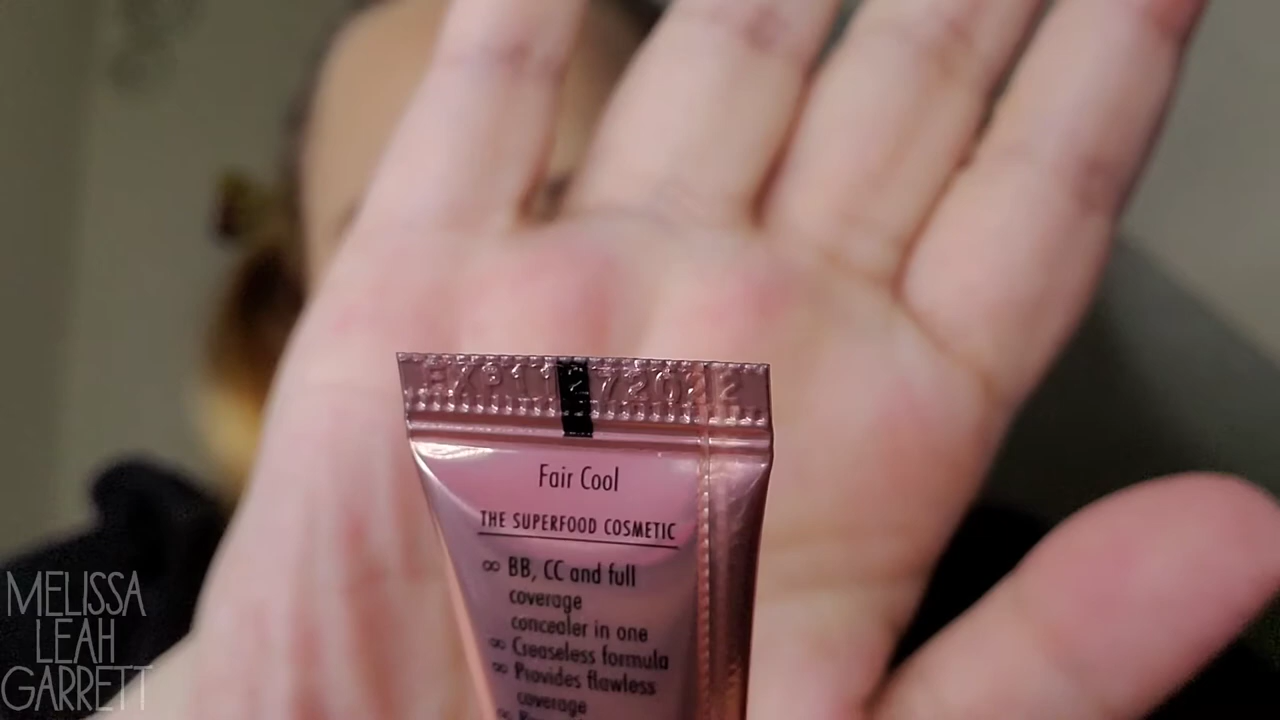 Fair Cool
THE SUPERFOOD COSMETIC
∞ BB, CC and full
coverage
concealer in one
∞ Creaseless formula
∞ Provides flawless
coverage
MELISSA
LEAH
GARRETT